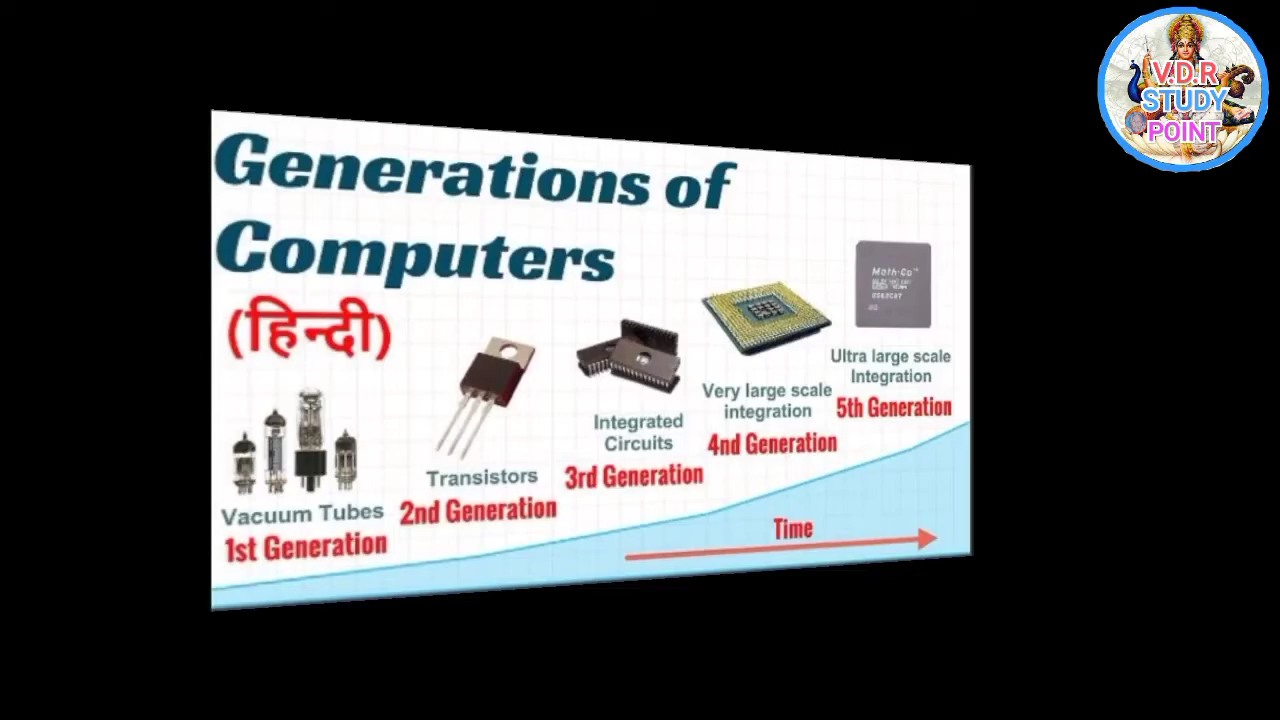 V.D.R
STUDY
POINT
Generations of
Computers
(हिन्दी)
Vacuum Tubes
1st Generation
Transistors
2nd Generation
Integrated
Circuits
3rd Generation
Very large scale
integration
4nd Generation
Math-Co™
Ultra large scale
Integration
5th Generation
Time